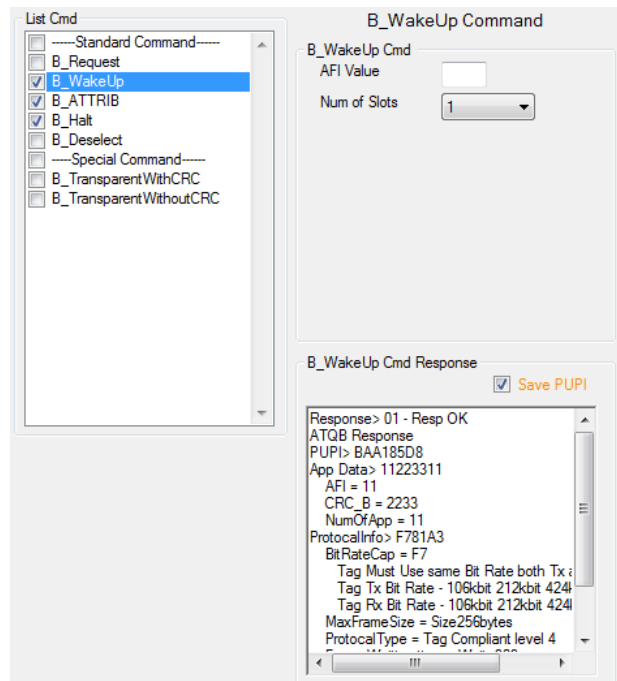 List Cmd
------Standard Command------
B_Request
B_WakeUp
B_ATTRIB
B_Halt
B_Deselect
-----Special Command------
B_TransparentWithCRC
B_TransparentWithoutCRC
B_WakeUp Command
B_WakeUp Cmd
AFI Value
Num of Slots
1
B_WakeUp Cmd Response
Save PUPI
Response> 01 - Resp OK
ATQB Response
PUPI> BAA185D8
App Data> 11223311
AFI = 11
CRC_B = 2233
NumOfApp = 11
ProtocalInfo> F781A3
BitRateCap = F7
Tag Must Use same Bit Rate both Tx
Tag Tx Bit Rate - 106kbit 212kbit
Tag Rx Bit Rate - 106kbit 212kbit
MaxFrameSize = Size256bytes
ProtocalType = Tag Compliant level 4